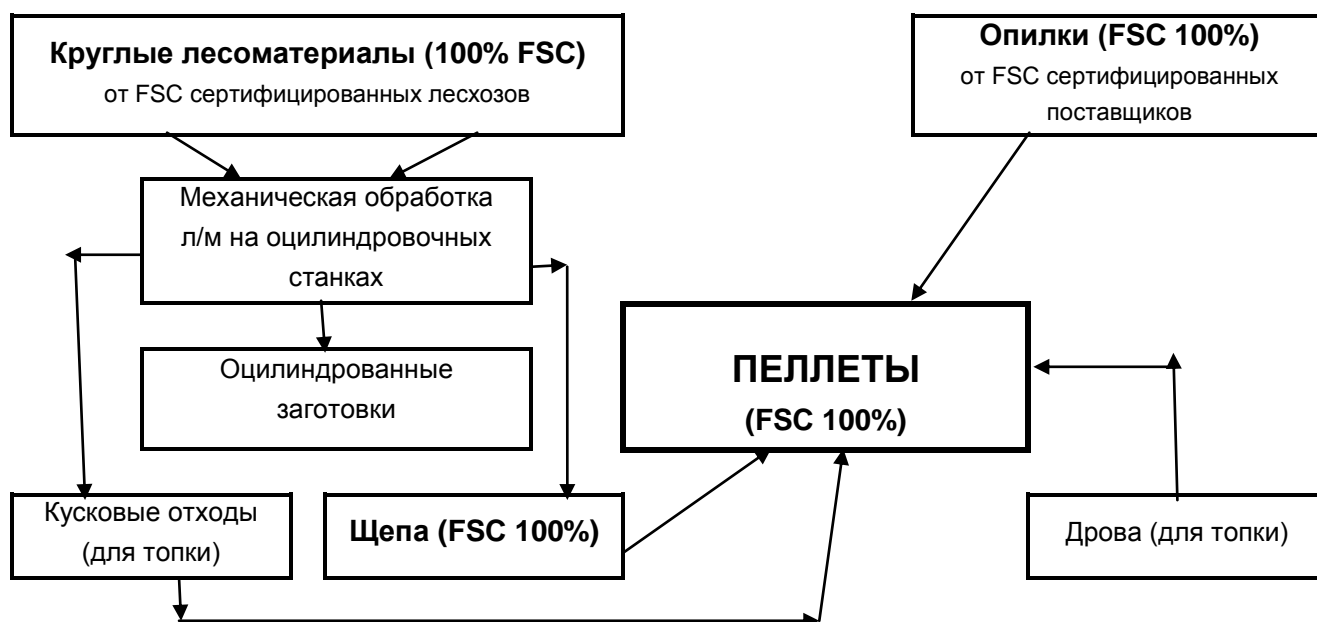 Круглые лесоматериалы (100% FSC)
от FSC сертифицированных лесхозов
Опилки (FSC 100%)
от FSC сертифицированных
поставщиков
Механическая обработка
л/м на оцилиндровочных
станках
Оцилиндрованные
заготовки
ПЕЛЛЕТЫ
(FSC 100%)
Кусковые отходы
(для топки)
Щепа (FSC 100%)
Дрова (для топки)